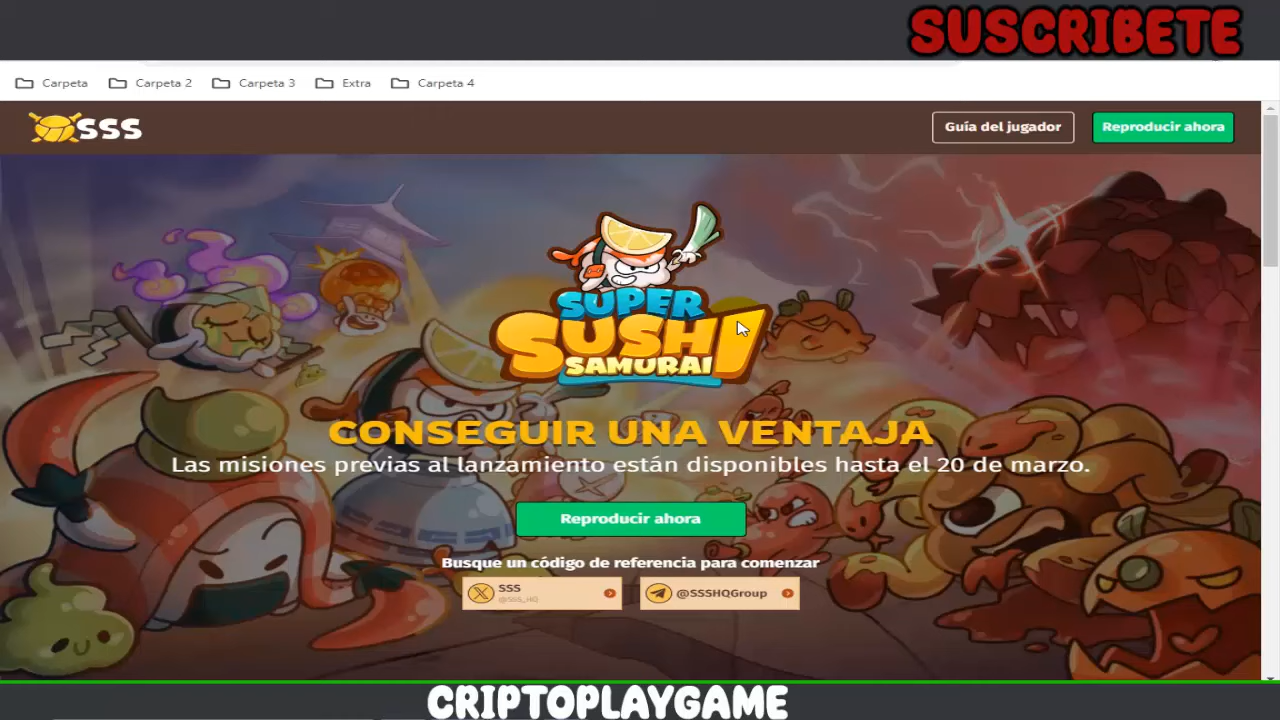 SUSCRIBETE
Carpeta Carpeta 2 Carpeta 3 Extra Carpeta 4
SSS Guía del jugador Reproducir ahora
SUPER
SUSHI
SAMURAI
CONSEGUIR UNA VENTAJA
Las misiones previas al lanzamiento están disponibles hasta el 20 de marzo.
Reproducir ahora
Busque un código de referencia para comenzar
SSS @SSSHQGroup
@SSS_HQ
CRIPTOPLAYGAME